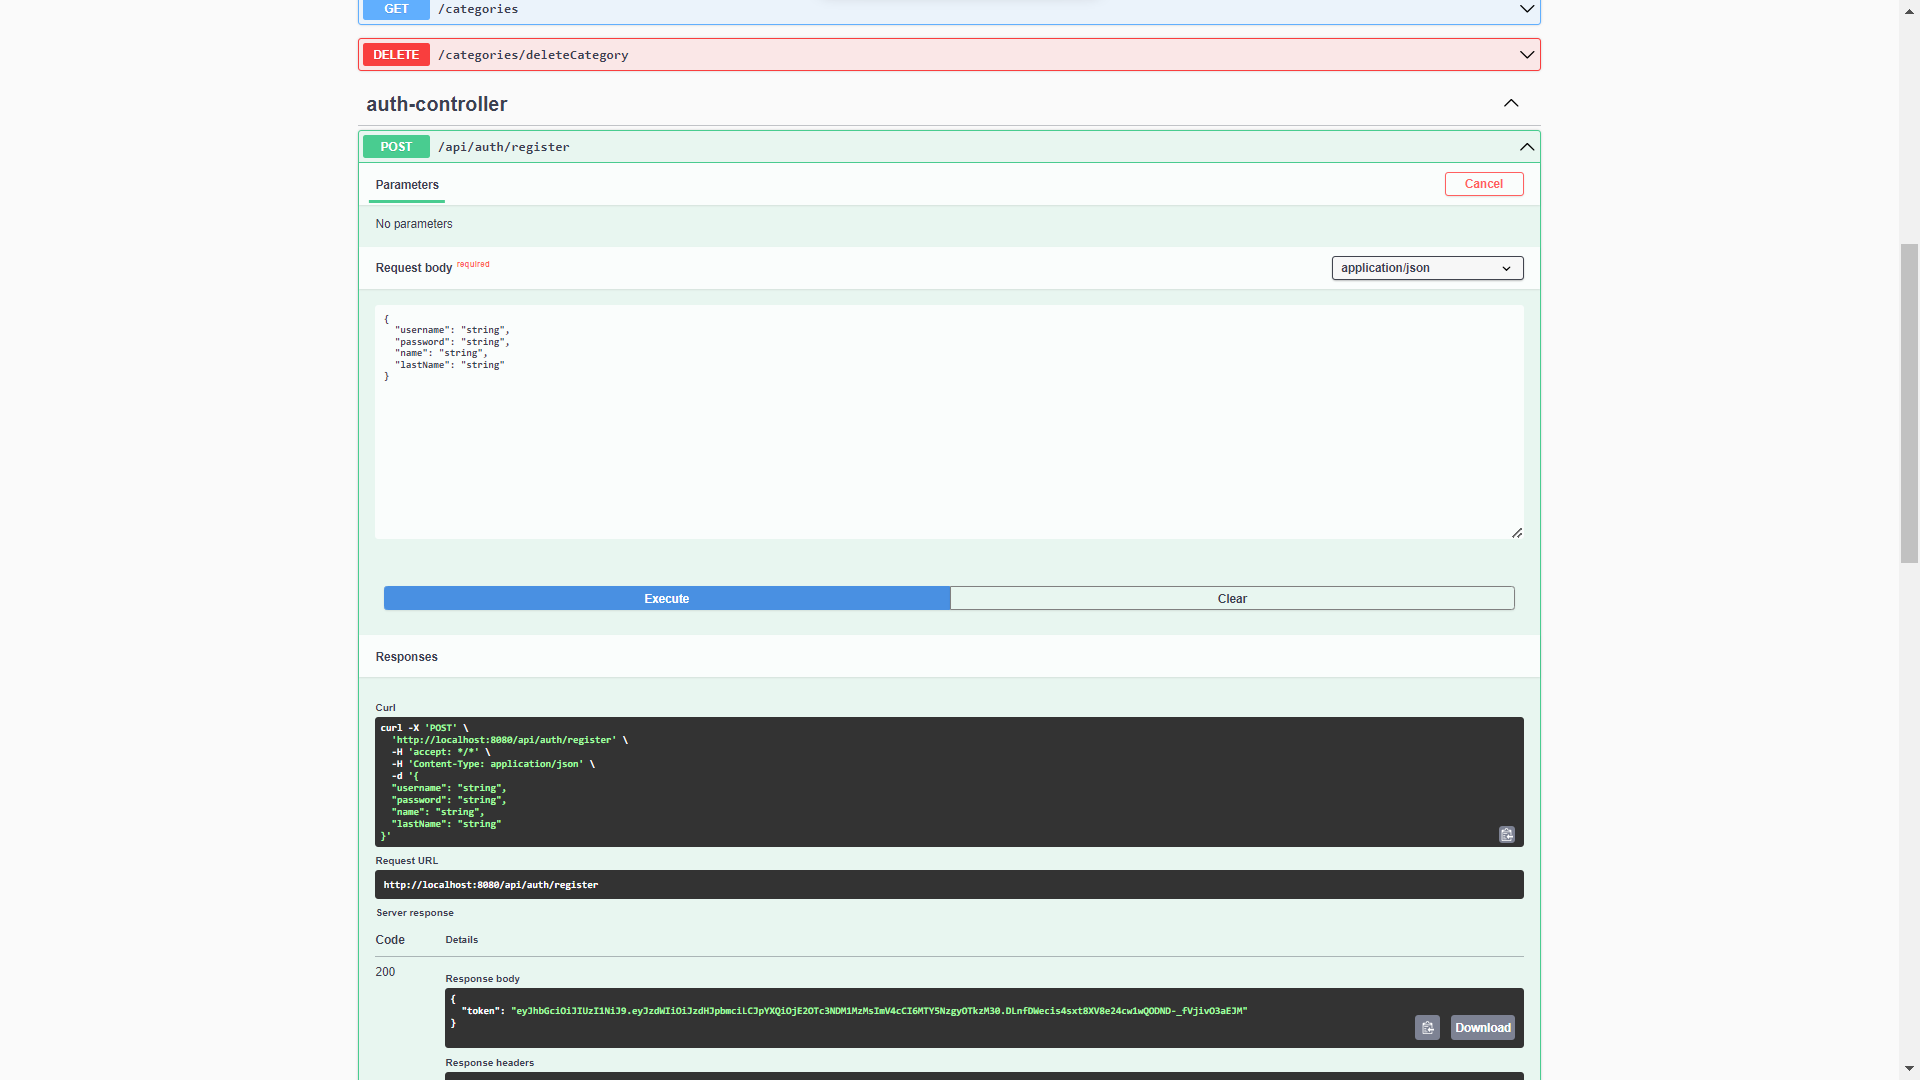 GET /categories
DELETE /categories/deleteCategory
auth-controller
POST /api/auth/register
Parameters
Cancel
No parameters
Request body required
application/json
{
  "username": "string",
  "password": "string",
  "name": "string",
  "lastName": "string"
}
Execute
Clear
Responses
Curl
curl -X 'POST' \
  'http://localhost:8080/api/auth/register' \
  -H 'accept: */*' \
  -H 'Content-Type: application/json' \
  -d '{
  "username": "string",
  "password": "string",
  "name": "string",
  "lastName": "string"
}'
Request URL
http://localhost:8080/api/auth/register
Server response
Code Details
200
Response body
{
  "token": "eyJhbGciOiJIUzI1NiJ9.eyJzdWIiOiJzdHJpbmciLCJpYXQiOjE2OTc3NDM1MzMsImV4cCI6MTY5NzgyOTkzM30.DLnfDWecis4sxt8XV8e24cw1wQODND-_fVjivO3aEJM"
}
Download
Response headers